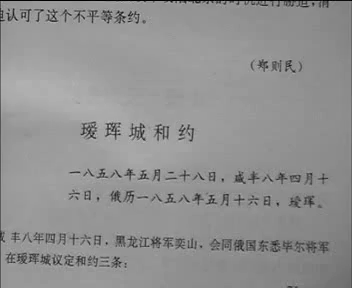 迫认可了这个不平等条约。
(郑则民)
瑷珲城和约
一八五八年五月二十八日，咸丰八年四月十
六日，俄历一八五八年五月十六日，瑷珲。
咸丰八年四月十六日，黑龙江将军奕山，会同俄国东悉毕尔将军
在瑷珲城议定和约三条：